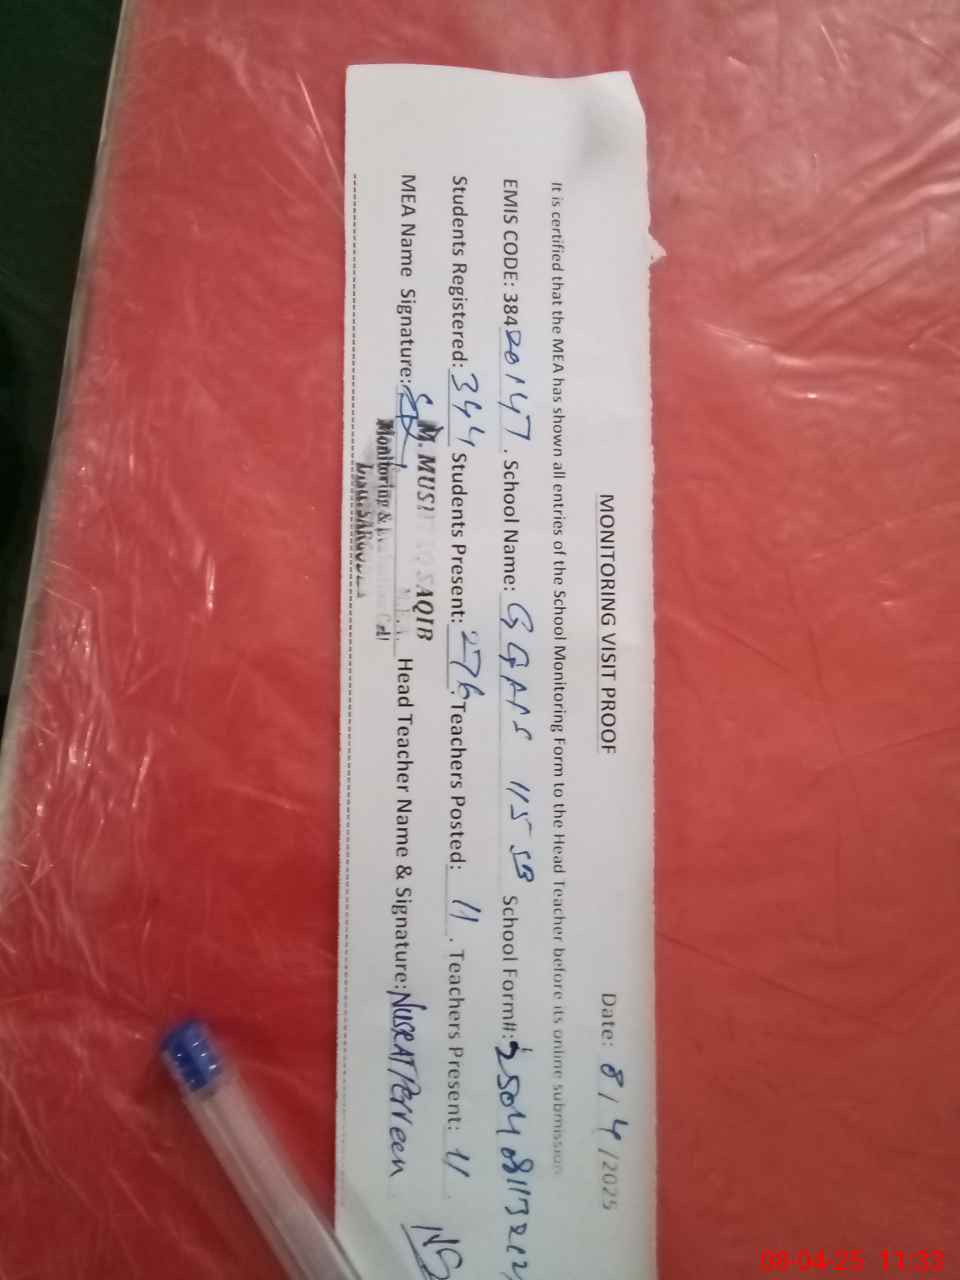 MONITORING VISIT PROOF
Date: 8 / 4 /2025
It is certified that the MEA has shown all entries of the School Monitoring Form to the Head Teacher before its online submission
EMIS CODE: 38420147. School Name: GGPS 115 SB School Form#:
Students Registered: 344 Students Present: 276. Teachers Posted: 11. Teachers Present: 11.
MEA Name Signature: Head Teacher Name & Signature: NUSRAT Perveen
M. SAQIB
Monitoring &
NS
08-04-25 11:33